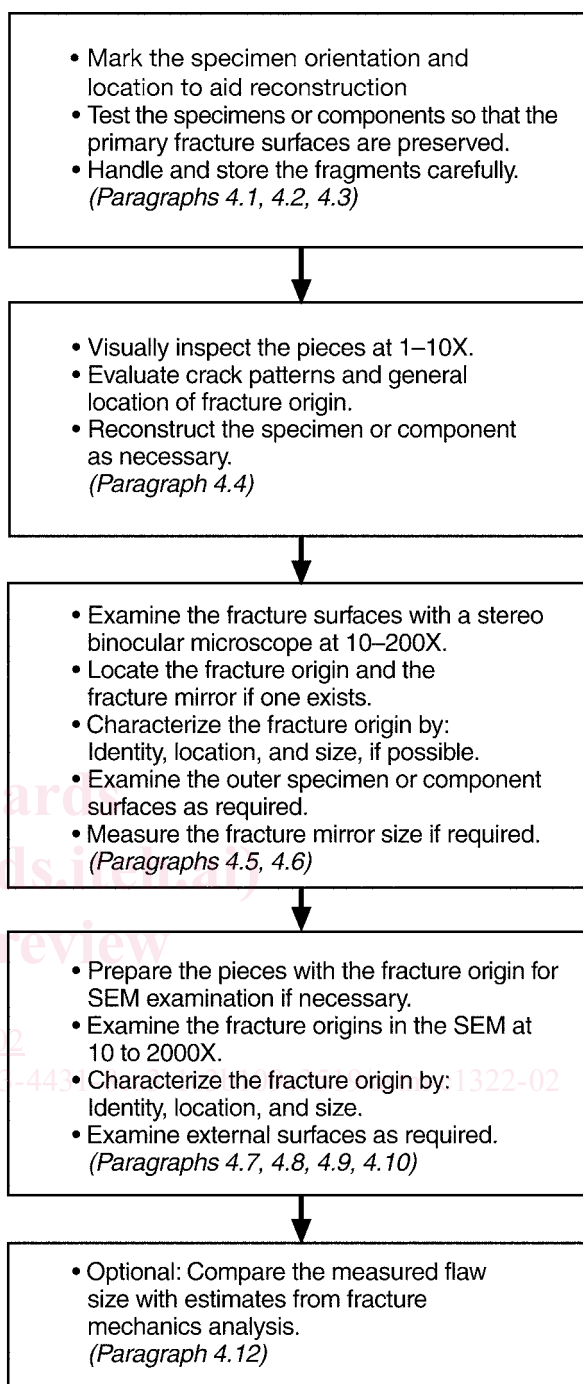 • Mark the specimen orientation and
location to aid reconstruction
• Test the specimens or components so that the
primary fracture surfaces are preserved.
• Handle and store the fragments carefully.
(Paragraphs 4.1, 4.2, 4.3)
• Visually inspect the pieces at 1–10X.
• Evaluate crack patterns and general
location of fracture origin.
• Reconstruct the specimen or component
as necessary.
(Paragraph 4.4)
• Examine the fracture surfaces with a stereo
binocular microscope at 10–200X.
• Locate the fracture origin and the
fracture mirror if one exists.
• Characterize the fracture origin by:
Identity, location, and size, if possible.
• Examine the outer specimen or component
surfaces as required.
• Measure the fracture mirror size if required.
(Paragraphs 4.5, 4.6)
• Prepare the pieces with the fracture origin for
SEM examination if necessary.
• Examine the fracture origins in the SEM at
10 to 2000X.
• Characterize the fracture origin by:
Identity, location, and size.
• Examine external surfaces as required.
(Paragraphs 4.7, 4.8, 4.9, 4.10)
• Optional: Compare the measured flaw
size with estimates from fracture
mechanics analysis.
(Paragraph 4.12)